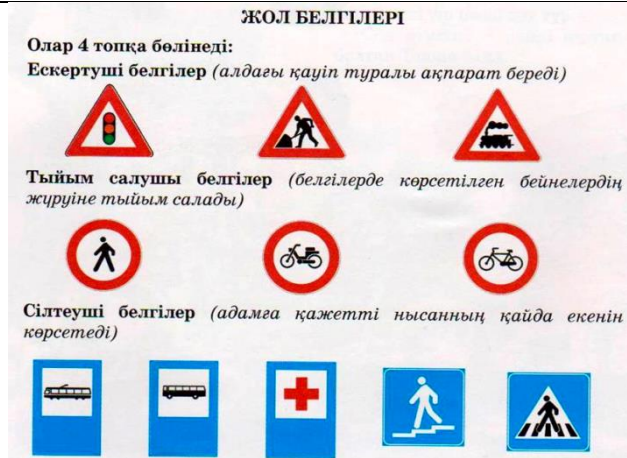 ЖОЛ БЕЛГІЛЕРІ
Олар 4 топқа бөлінеді:
Ескертуші белгілер (алдағы қауіп туралы ақпарат береді)
Тыйым салушы белгілер (белгілерде көрсетілген бейнелердің
жүруіне тыйым салады)
Сілтеуші белгілер (адамға қажетті нысанның қайда екенін
көрсетеді)